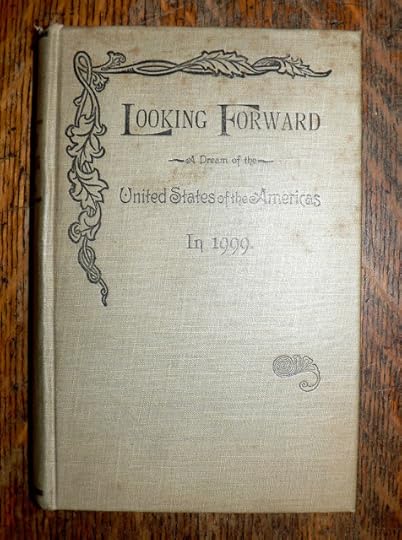 Looking Forward
A Dream of the
United States of the Americas
In 1999.